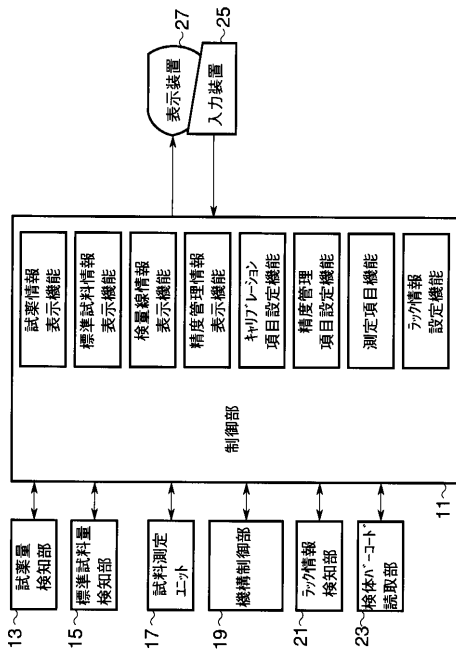 13
試薬量
検知部
15
標準試料量
検知部
17
試料測定
ユニット
19
機構制御部
21
ラック情報
検知部
23
検体バーコード
読取部
11
制御部
試薬情報
表示機能
標準試料情報
表示機能
検量線情報
表示機能
精度管理情報
表示機能
キャリブレーション
項目設定機能
精度管理
項目設定機能
測定項目機能
ラック情報
設定機能
表示装置
27
入力装置
25